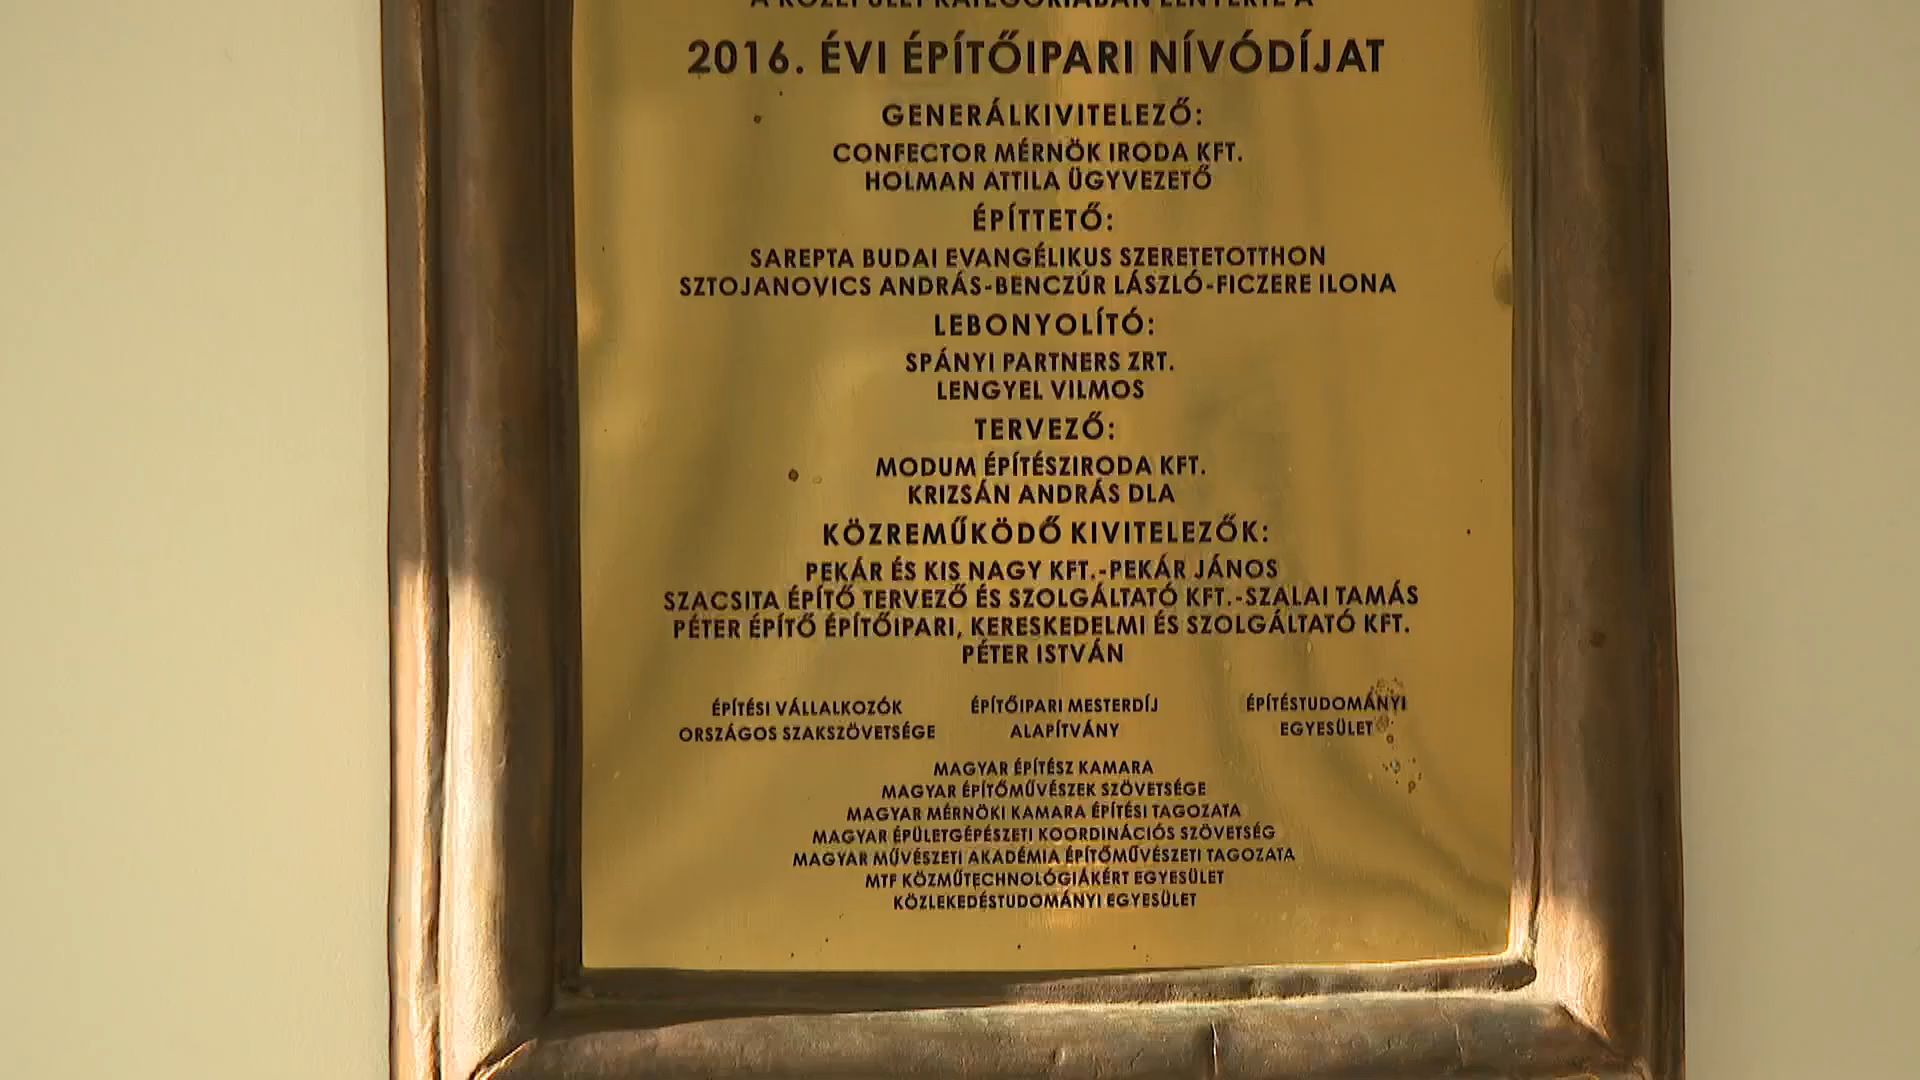 A KÖZÉPÜLET KATEGÓRIÁBAN ELNYERTE A
2016. ÉVI ÉPÍTŐIPARI NÍVÓDÍJAT
GENERÁLKIVITELEZŐ:
CONFECTOR MÉRNÖK IRODA KFT.
HOLMAN ATTILA ÜGYVEZETŐ
ÉPÍTTETŐ:
SAREPTA BUDAI EVANGÉLIKUS SZERETETOTTHON
SZTOJANOVICS ANDRÁS-BENCZÚR LÁSZLÓ-FICZERE ILONA
LEBONYOLÍTÓ:
SPÁNYI PARTNERS ZRT.
LENGYEL VILMOS
TERVEZŐ:
MODUM ÉPÍTÉSZIRODA KFT.
KRIZSÁN ANDRÁS DLA
KÖZREMŰKÖDŐ KIVITELEZŐK:
PEKÁR ÉS KIS NAGY KFT.-PEKÁR JÁNOS
SZACSITA ÉPÍTŐ TERVEZŐ ÉS SZOLGÁLTATÓ KFT.-SZALAI TAMÁS
PÉTER ÉPÍTŐ ÉPÍTŐIPARI, KERESKEDELMI ÉS SZOLGÁLTATÓ KFT.
PÉTER ISTVÁN
ÉPÍTÉSI VÁLLALKOZÓK
ORSZÁGOS SZAKSZÖVETSÉGE
ÉPÍTŐIPARI MESTERDÍJ
ALAPÍTVÁNY
ÉPÍTÉSTUDOMÁNYI
EGYESÜLET
MAGYAR ÉPÍTÉSZ KAMARA
MAGYAR ÉPÍTŐMŰVÉSZEK SZÖVETSÉGE
MAGYAR MÉRNÖKI KAMARA ÉPÍTÉSI TAGOZATA
MAGYAR ÉPÜLETGÉPÉSZETI KOORDINÁCIÓS SZÖVETSÉG
MAGYAR MŰVÉSZETI AKADÉMIA ÉPÍTŐMŰVÉSZETI TAGOZATA
MTF KÖZMŰTECHNOLÓGIÁKÉRT EGYESÜLET
KÖZLEKEDÉSTUDOMÁNYI EGYESÜLET